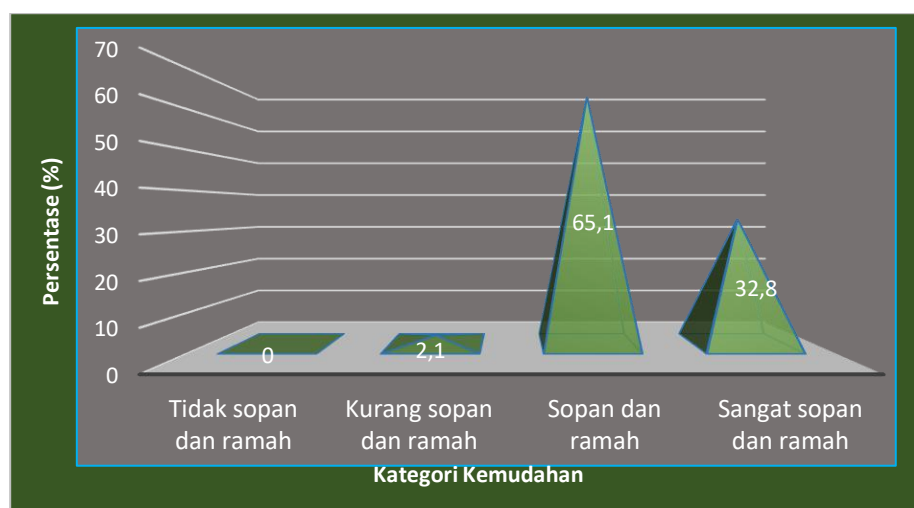 70
60
50
40
30
20
10
0
Persentase (%)
0
2,1
65,1
32,8
Tidak sopan
dan ramah
Kurang sopan
dan ramah
Sopan dan
ramah
Sangat sopan
dan ramah
Kategori Kemudahan